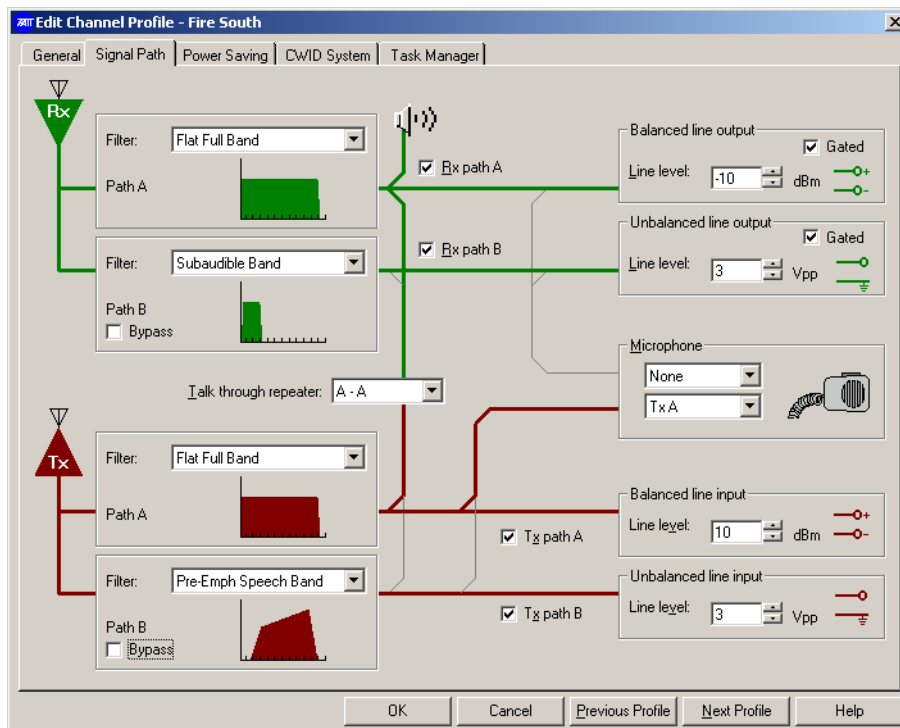 TAIT Edit Channel Profile - Fire South
General Signal Path Power Saving CWID System Task Manager
Rx
Filter: Flat Full Band
Path A
Rx path A
Balanced line output
Gated
Line level: -10 dBm
Filter: Subaudible Band
Path B
Bypass
Rx path B
Unbalanced line output
Gated
Line level: 3 Vpp
Microphone
None
Tx A
Talk through repeater: A - A
Tx
Filter: Flat Full Band
Path A
Tx path A
Balanced line input
Line level: 10 dBm
Filter: Pre-Emph Speech Band
Path B
Bypass
Tx path B
Unbalanced line input
Line level: 3 Vpp
OK Cancel Previous Profile Next Profile Help